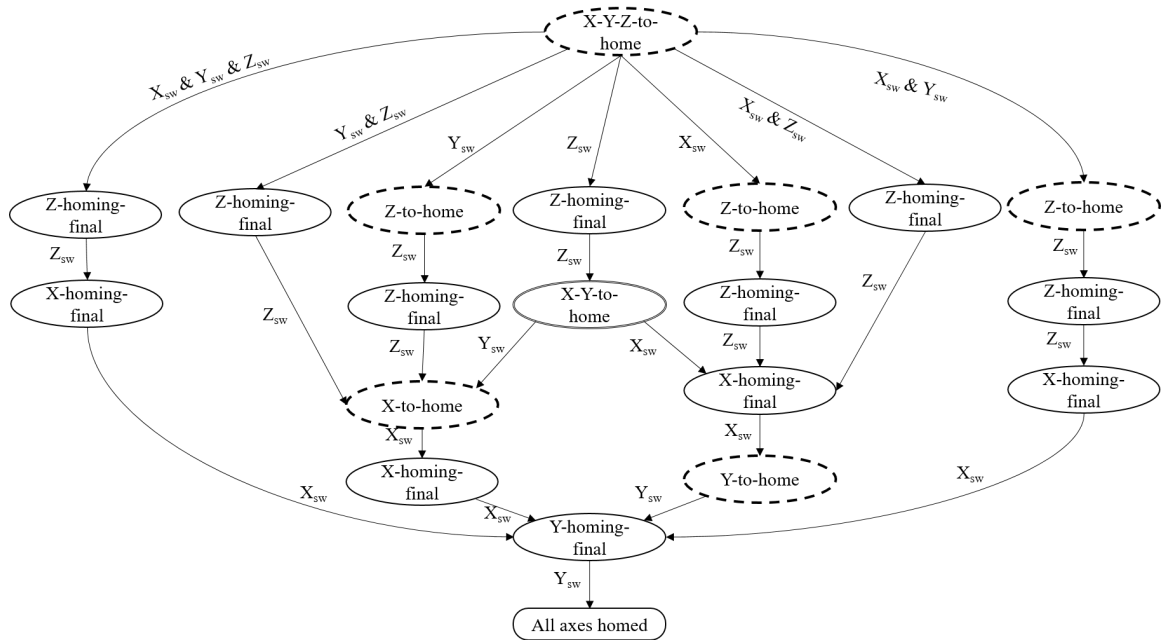 X-Y-Z-to-
home
X_sw & Y_sw & Z_sw
Y_sw & Z_sw
Y_sw
Z_sw
X_sw
X_sw & Z_sw
X_sw & Y_sw
Z-homing-
final
Z-homing-
final
Z-to-home
Z-homing-
final
Z-to-home
Z-homing-
final
Z-to-home
Z_sw
Z_sw
Z_sw
Z_sw
Z_sw
Z_sw
Z_sw
X-homing-
final
Z-homing-
final
X-Y-to-
home
Z-homing-
final
Z-homing-
final
Z_sw
Y_sw
X_sw
Z_sw
Z_sw
X-to-home
X-homing-
final
X-homing-
final
X_sw
X_sw
X-homing-
final
Y-to-home
X_sw
X_sw
Y_sw
X_sw
Y-homing-
final
Y_sw
All axes homed